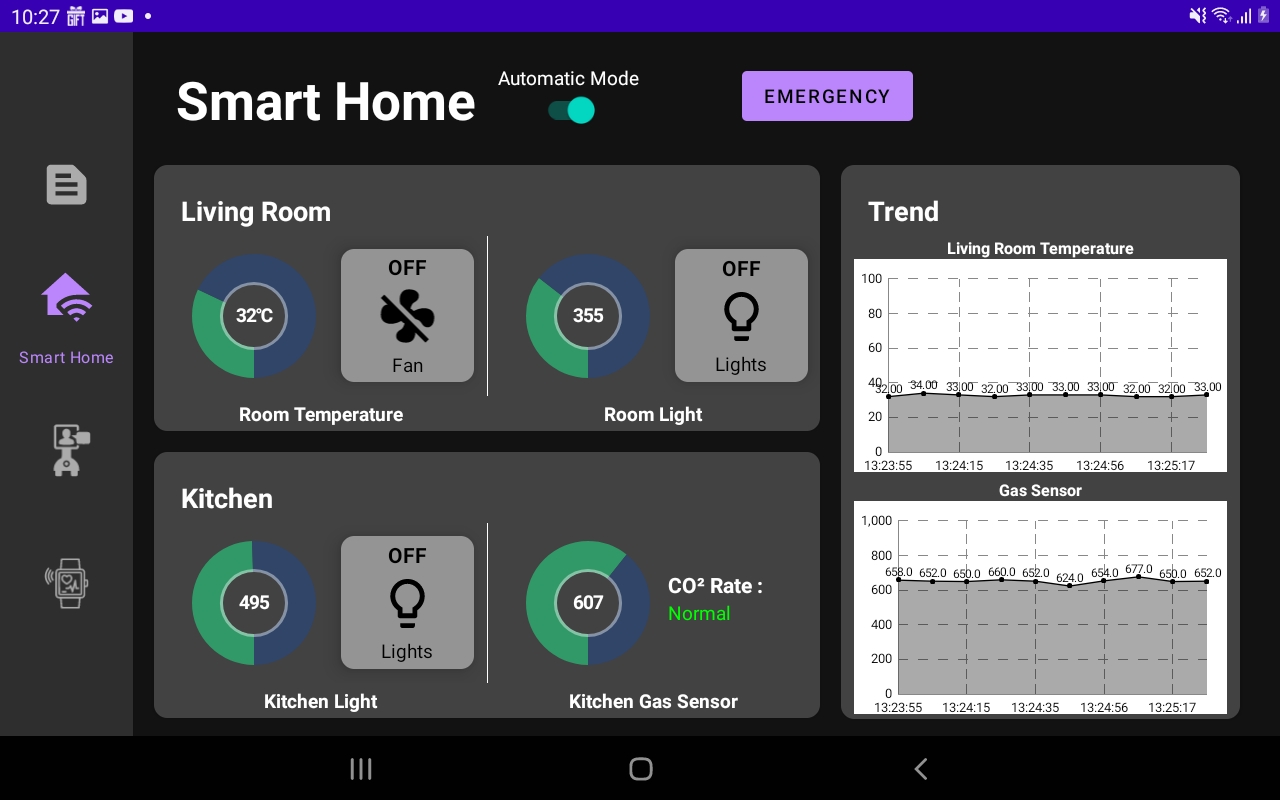 10:27
GIFT
Smart Home
Automatic Mode
EMERGENCY
Smart Home
Living Room
32℃
OFF
Fan
Room Temperature
355
OFF
Lights
Room Light
Kitchen
495
OFF
Lights
Kitchen Light
607
CO² Rate :
Normal
Kitchen Gas Sensor
Trend
Living Room Temperature
100
80
60
40
20
0
32.00 34.00 33.00 32.00 33.00 33.00 33.00 32.00 32.00 33.00
13:23:55 13:24:15 13:24:35 13:24:56 13:25:17
Gas Sensor
1,000
800
600
400
200
0
658.0 652.0 650.0 660.0 652.0 624.0 654.0 677.0 650.0 652.0
13:23:55 13:24:15 13:24:35 13:24:56 13:25:17